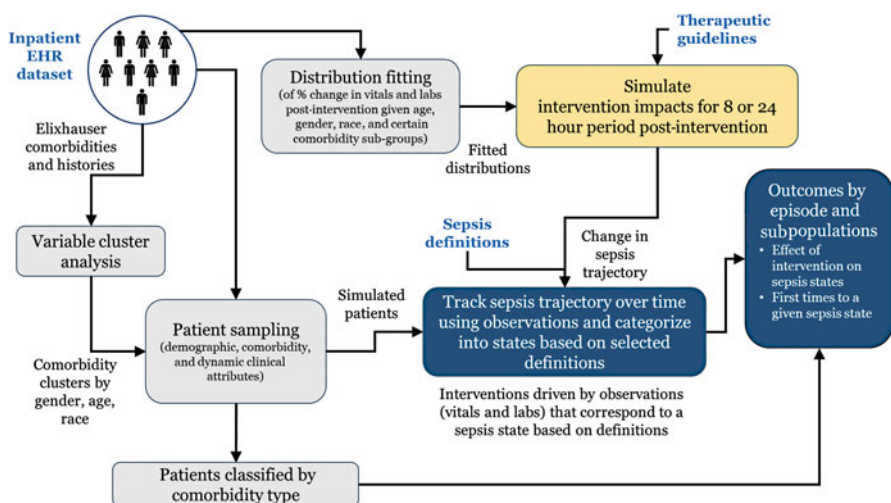 Inpatient
EHR
dataset
Therapeutic
guidelines
Distribution fitting
(of % change in vitals and labs
post-intervention given age,
gender, race, and certain
comorbidity sub-groups)
Simulate
intervention impacts for 8 or 24
hour period post-intervention
Elixhauser
comorbidities
and histories
Fitted
distributions
Outcomes by
episode and
subpopulations
• Effect of
intervention on
sepsis states
• First times to a
given sepsis state
Sepsis
definitions
Change in
sepsis
trajectory
Variable cluster
analysis
Simulated
patients
Patient sampling
(demographic, comorbidity,
and dynamic clinical
attributes)
Track sepsis trajectory over time
using observations and categorize
into states based on selected
definitions
Comorbidity
clusters by
gender, age,
race
Interventions driven by observations
(vitals and labs) that correspond to a
sepsis state based on definitions
Patients classified by
comorbidity type